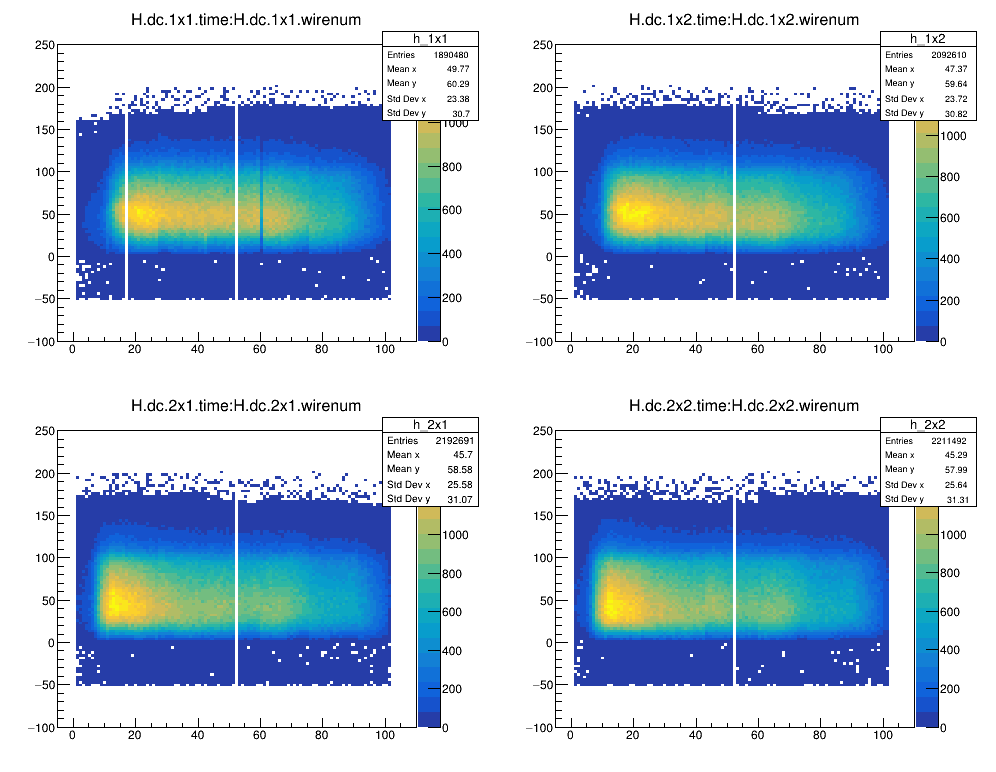 H.dc.1x1.time:H.dc.1x1.wirenum
h_1x1
Entries 1890480
Mean x 49.77
Mean y 60.29
Std Dev x 23.38
Std Dev y 30.7
250
200
150
100
50
0
−50
−100
0 20 40 60 80 100
1000
800
600
400
200
0
H.dc.1x2.time:H.dc.1x2.wirenum
h_1x2
Entries 2092610
Mean x 47.37
Mean y 59.64
Std Dev x 23.72
Std Dev y 30.82
250
200
150
100
50
0
−50
−100
0 20 40 60 80 100
1000
800
600
400
200
0
H.dc.2x1.time:H.dc.2x1.wirenum
h_2x1
Entries 2192691
Mean x 45.7
Mean y 58.58
Std Dev x 25.58
Std Dev y 31.07
250
200
150
100
50
0
−50
−100
0 20 40 60 80 100
1000
800
600
400
200
0
H.dc.2x2.time:H.dc.2x2.wirenum
h_2x2
Entries 2211492
Mean x 45.29
Mean y 57.99
Std Dev x 25.64
Std Dev y 31.31
250
200
150
100
50
0
−50
−100
0 20 40 60 80 100
1000
800
600
400
200
0